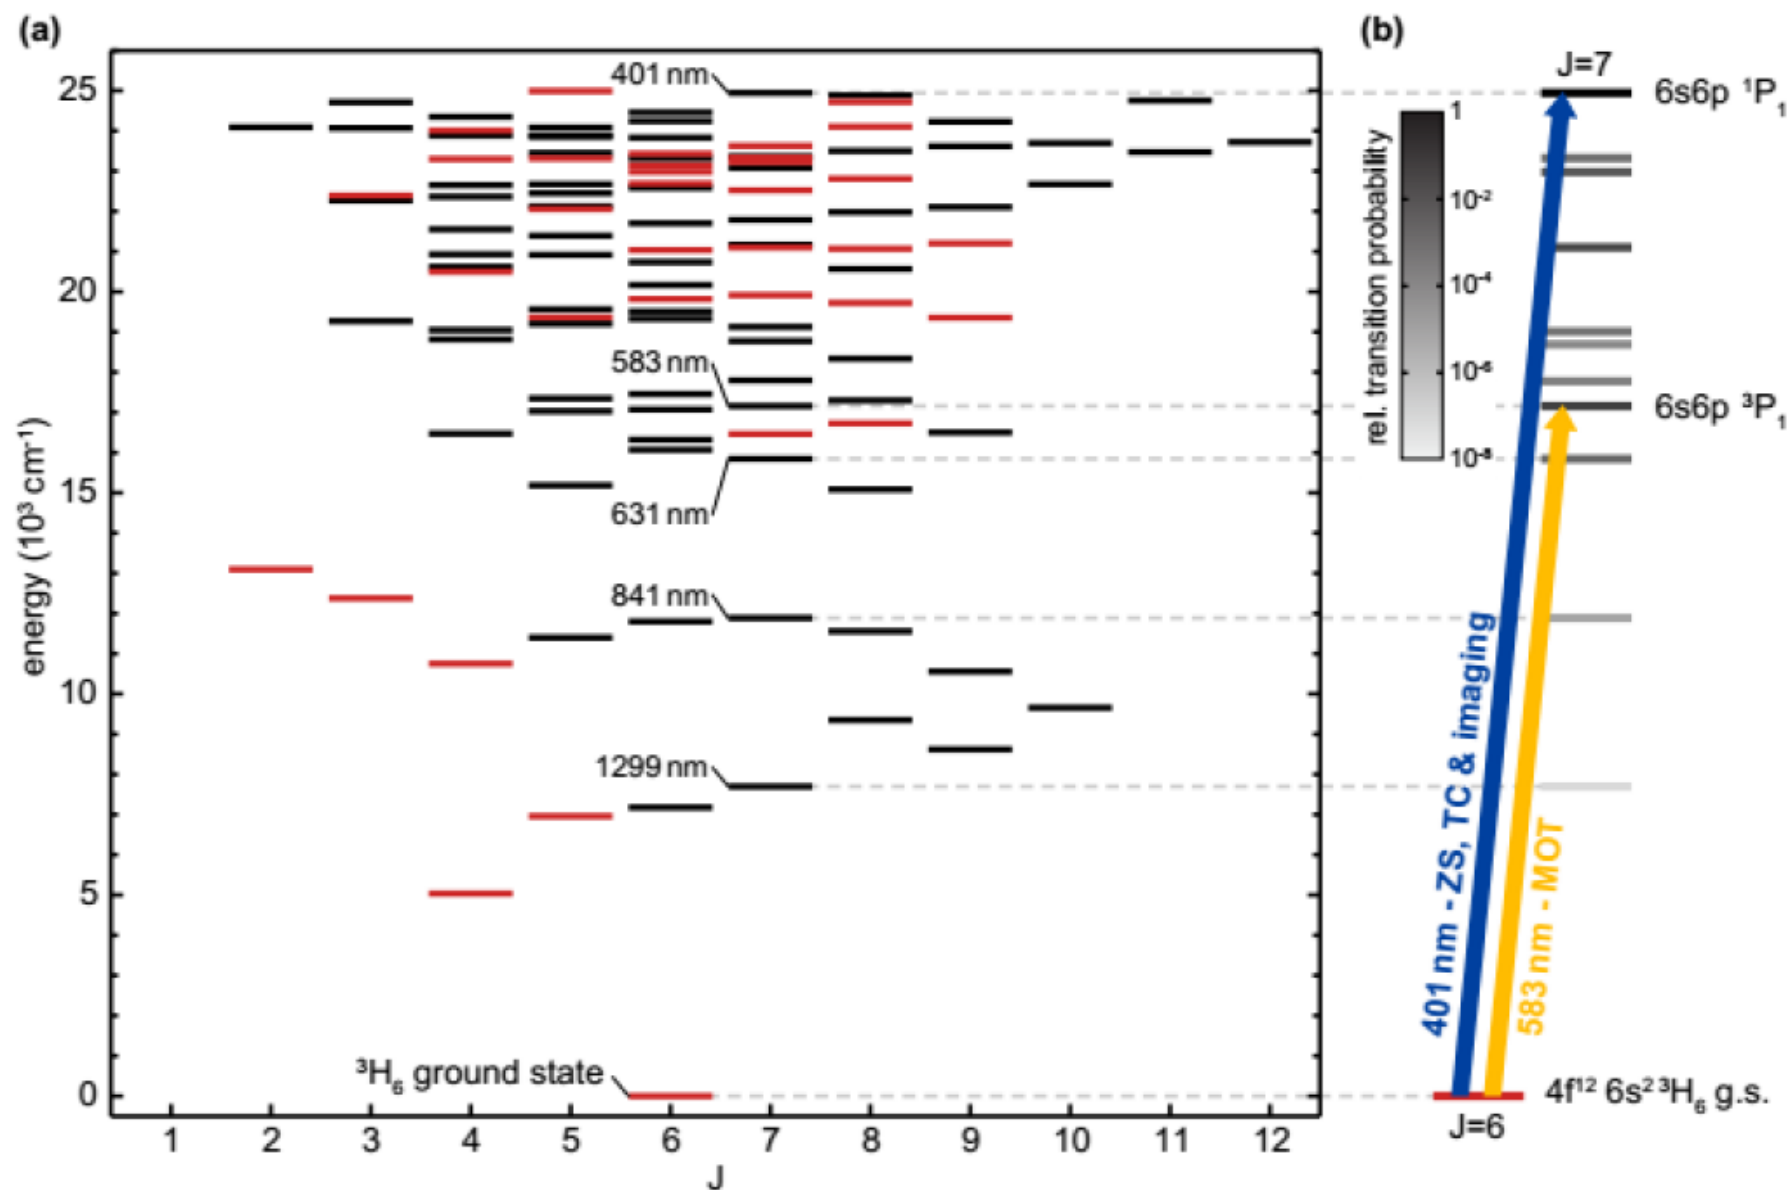 (a)
energy (10³ cm⁻¹)
25
20
15
10
5
0
401 nm
583 nm
631 nm
841 nm
1299 nm
³H₆ ground state
1 2 3 4 5 6 7 8 9 10 11 12
J
(b)
J=7
6s6p ¹P₁
rel. transition probability
1
10⁻²
10⁻⁴
10⁻⁶
10⁻⁸
6s6p ³P₁
401 nm - ZS, TC & imaging
583 nm - MOT
4f¹² 6s² ³H₆ g.s.
J=6